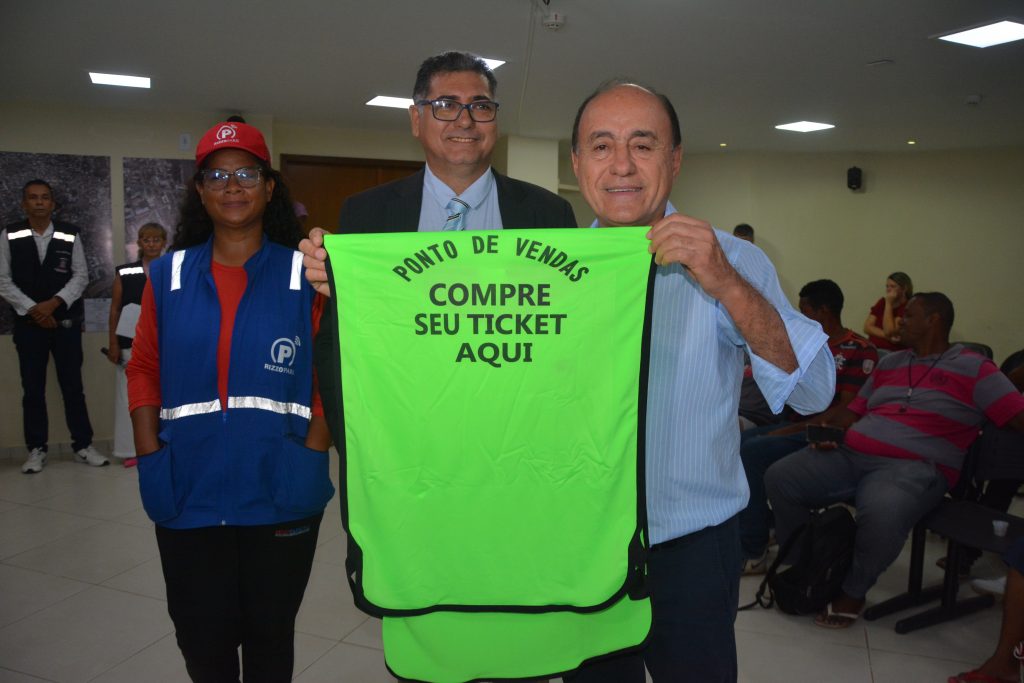 PONTO DE VENDAS
COMPRE
SEU TICKET
AQUI
P
P
RIZZOPARK